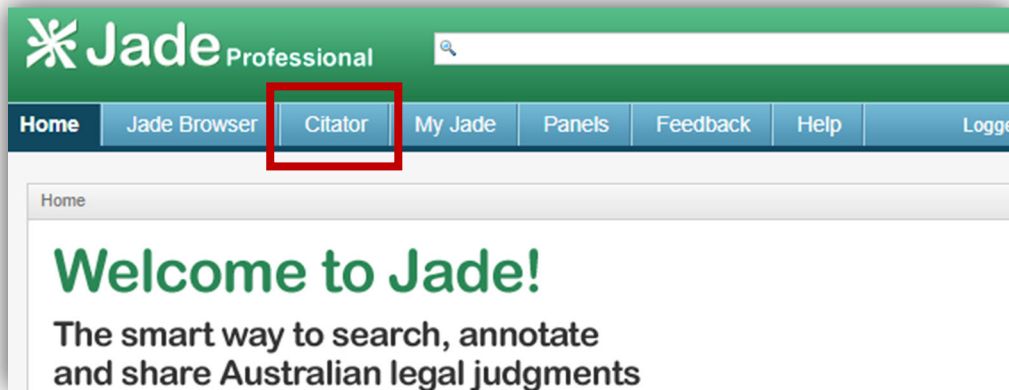 Jade Professional
Home Jade Browser Citator My Jade Panels Feedback Help
Home
Welcome to Jade!
The smart way to search, annotate
and share Australian legal judgments